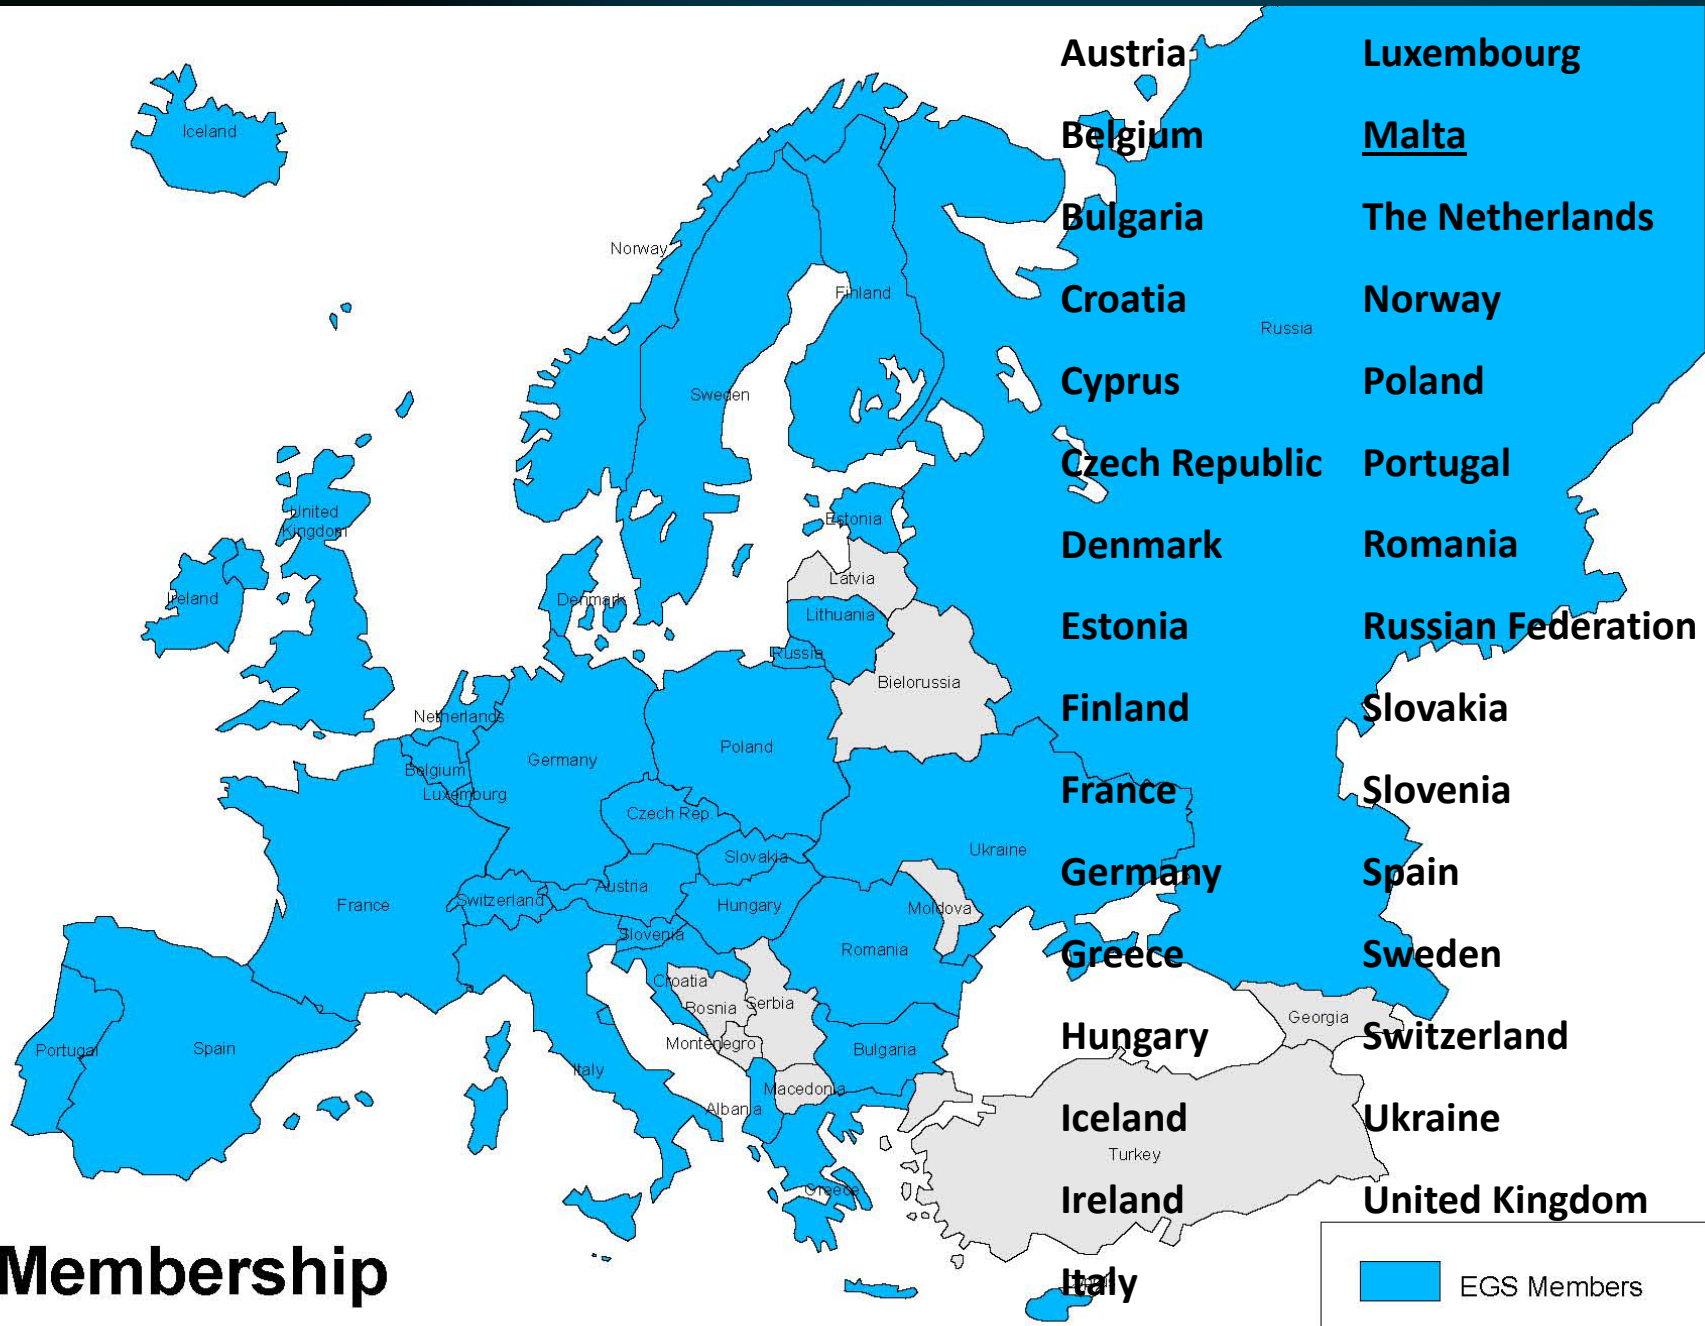 Austria
Belgium
Bulgaria
Croatia
Cyprus
Czech Republic
Denmark
Estonia
Finland
France
Germany
Greece
Hungary
Iceland
Ireland
Italy
Luxembourg
Malta
The Netherlands
Norway
Poland
Portugal
Romania
Russian Federation
Slovakia
Slovenia
Spain
Sweden
Switzerland
Ukraine
United Kingdom
Iceland
Norway
Finland
Russia
Sweden
United
Kingdom
Estonia
Ireland
Denmark
Latvia
Lithuania
Russia
Bielorussia
Netherlands
Poland
Germany
Belgium
Luxemburg
Czech Rep.
Slovakia
Ukraine
Austria
France
Switzerland
Hungary
Moldova
Slovenia
Romania
Croatia
Bosnia
Serbia
Georgia
Montenegro
Portugal
Spain
Bulgaria
Italy
Macedonia
Albania
Turkey
Greece
Membership
EGS Members